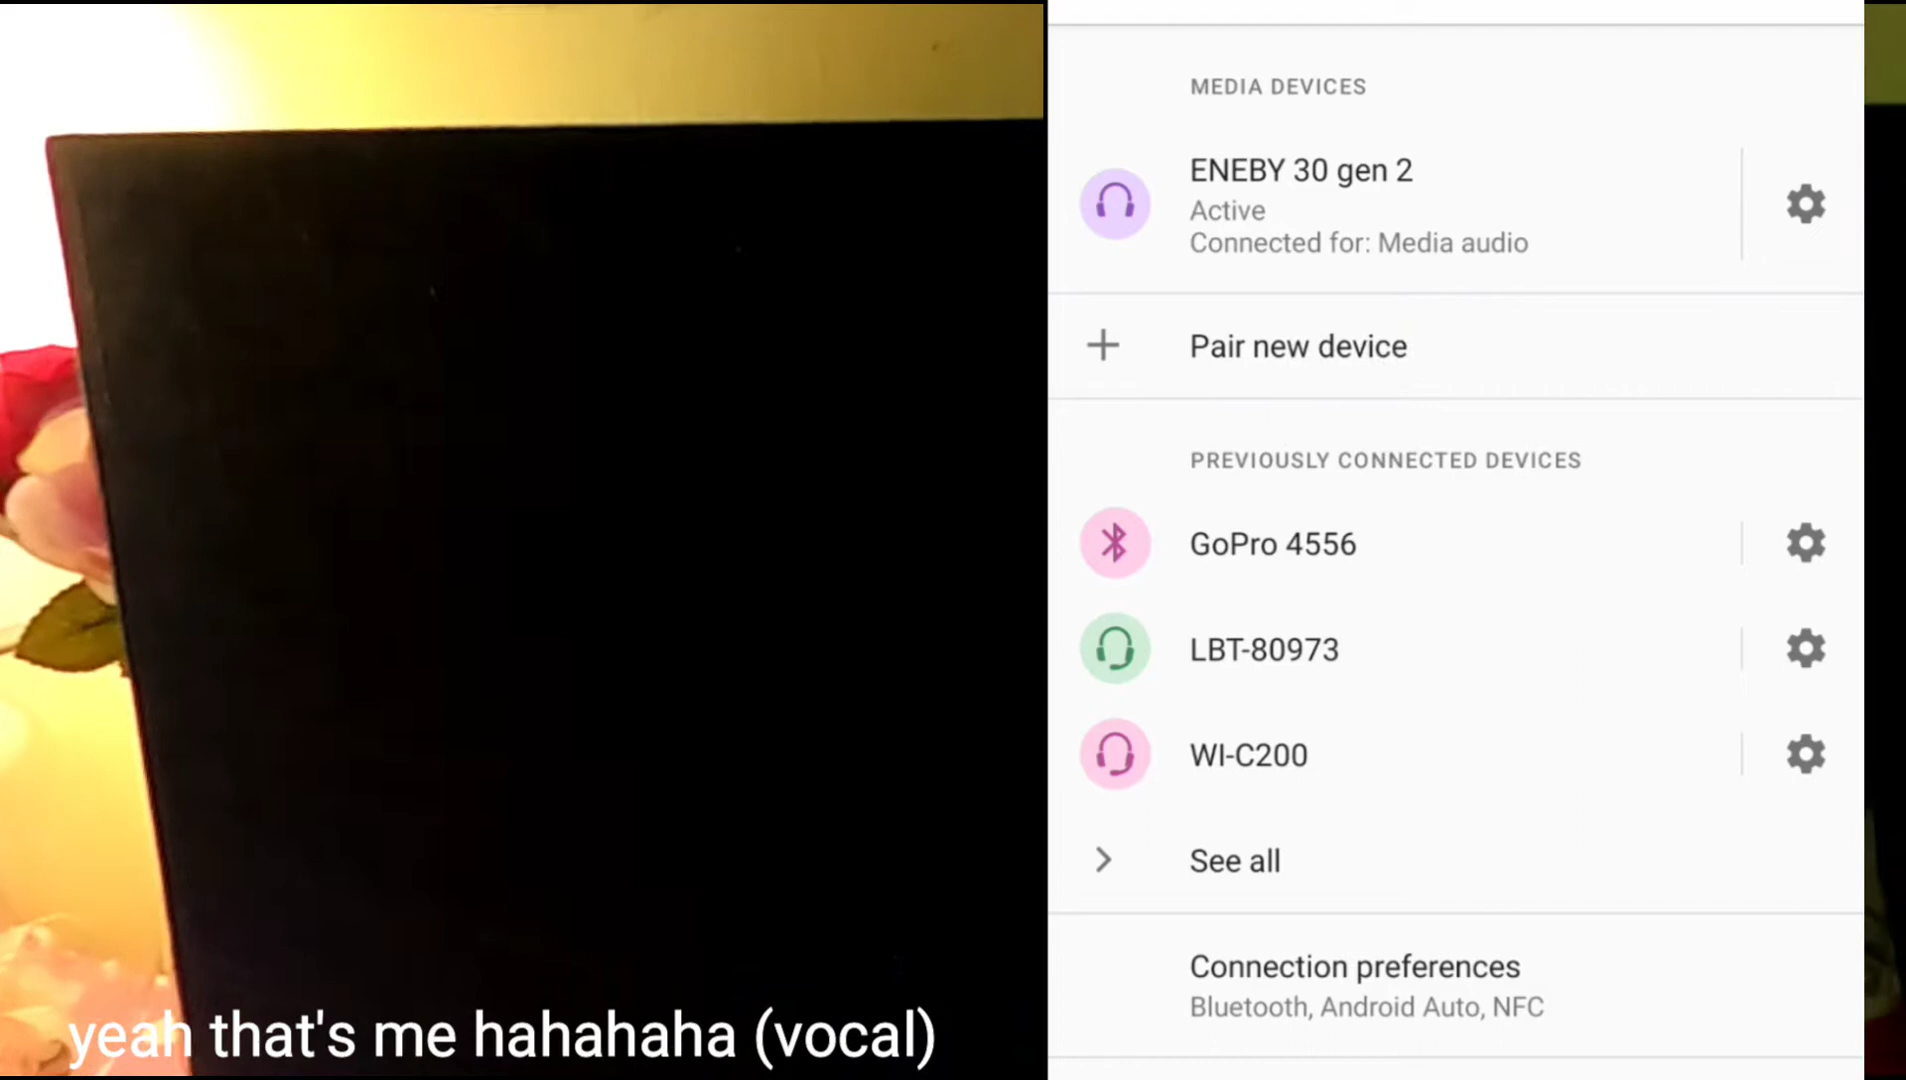 MEDIA DEVICES
ENEBY 30 gen 2
Active
Connected for: Media audio
Pair new device
PREVIOUSLY CONNECTED DEVICES
GoPro 4556
LBT-80973
WI-C200
See all
Connection preferences
Bluetooth, Android Auto, NFC
yeah that's me hahahaha (vocal)